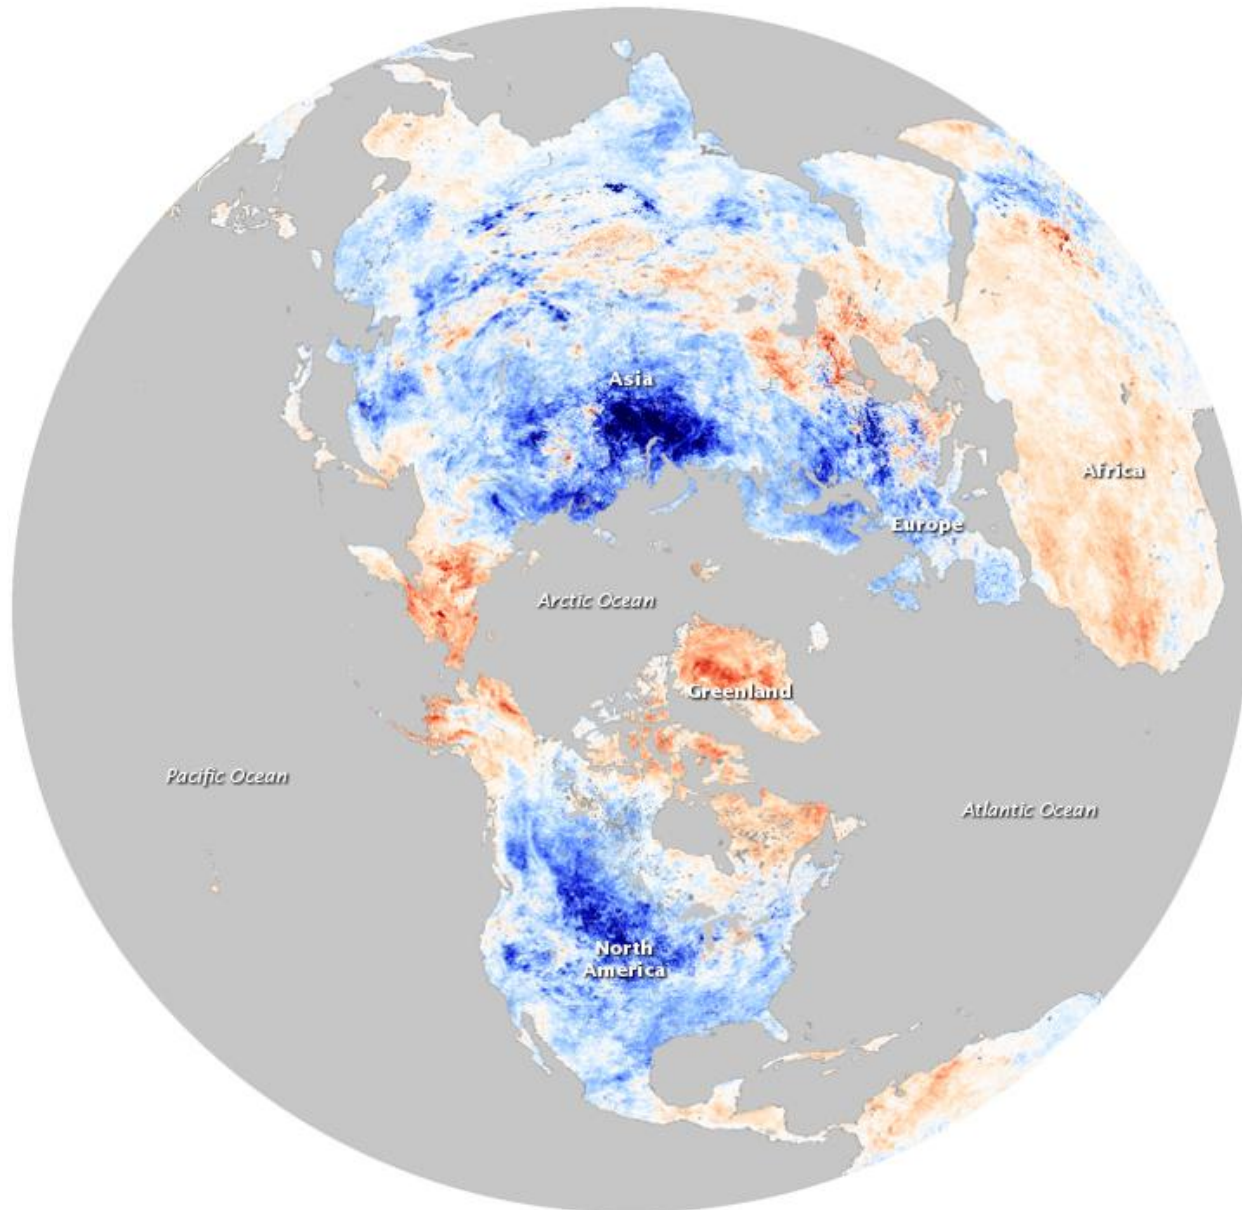 Asia
Africa
Europe
Arctic Ocean
Greenland
Pacific Ocean
Atlantic Ocean
North
America